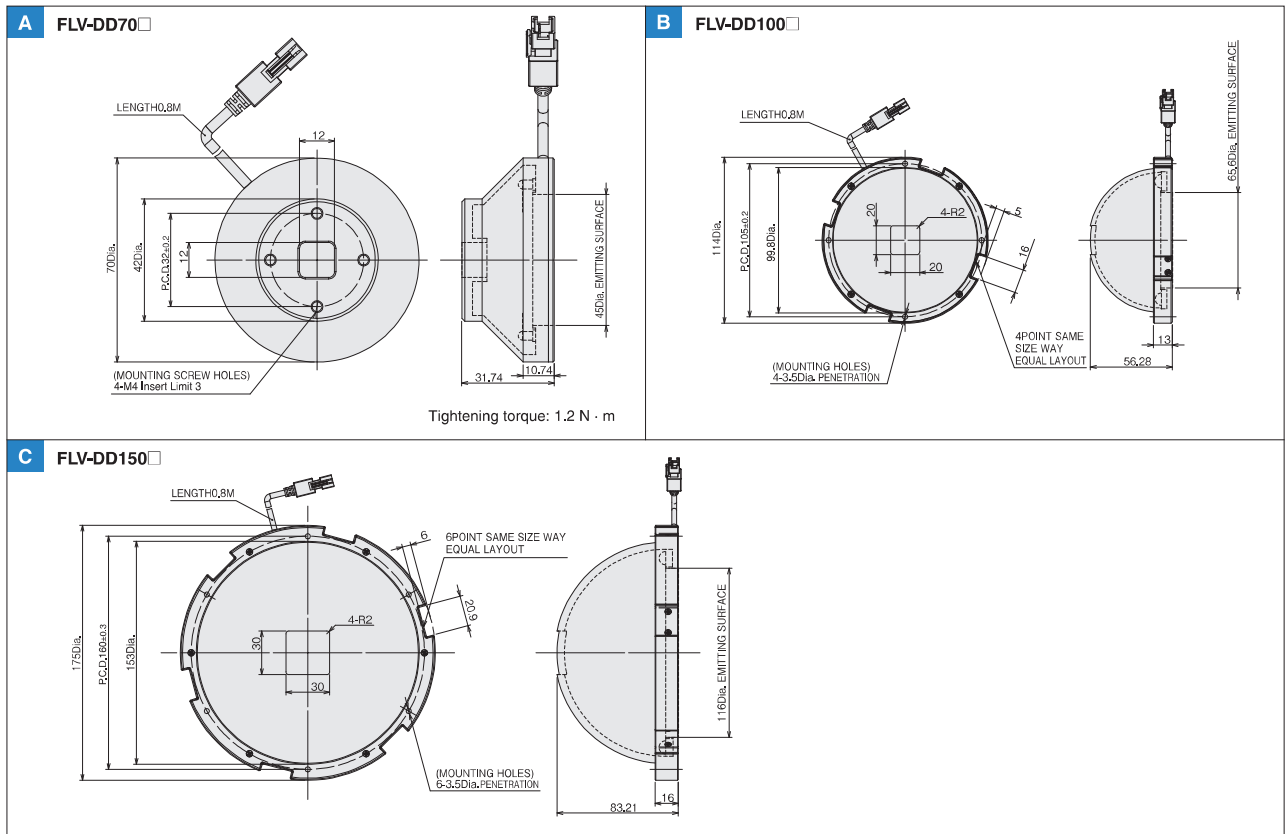 A FLV-DD70□
LENGTH0.8M
12
70Dia.
42Dia.
P.C.D.32±0.2
12
45Dia. EMITTING SURFACE
(MOUNTING SCREW HOLES)
4-M4 Insert Limit 3
10.74
31.74
Tightening torque: 1.2 N · m
B FLV-DD100□
LENGTH0.8M
65.6Dia. EMITTING SURFACE
114Dia.
P.C.D.105±0.2
99.8Dia.
20
4-R2
20
5
16
(MOUNTING HOLES)
4-3.5Dia. PENETRATION
4POINT SAME
SIZE WAY
EQUAL LAYOUT
13
56.28
C FLV-DD150□
LENGTH0.8M
6POINT SAME SIZE WAY
EQUAL LAYOUT
6
20.9
175Dia.
P.C.D.160±0.3
153Dia.
30
4-R2
30
116Dia. EMITTING SURFACE
(MOUNTING HOLES)
6-3.5Dia. PENETRATION
16
83.21